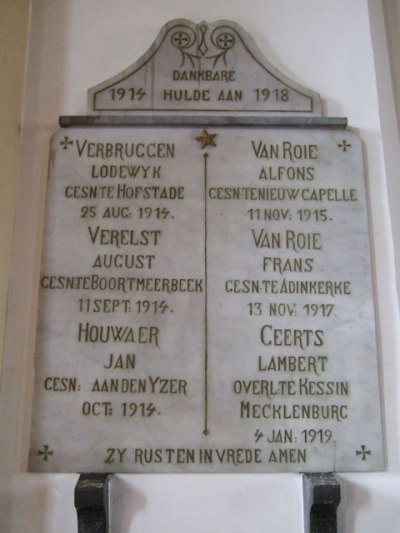 DANKBARE
1914 HULDE AAN 1918
VERBRUGGEN
LODEWYK
GESN:TE HOFSTADE
25 AUG: 1914.
VERELST
AUGUST
GESN:TE BOORTMEERBEEK
11 SEPT: 1914.
HOUWAER
JAN
GESN: AAN DEN YZER
OCT: 1914.
VAN ROIE
ALFONS
GESN:TE NIEUW CAPELLE
11 NOV: 1915.
VAN ROIE
FRANS
GESN:TE ADINKERKE
13 NOV: 1917.
GEERTS
LAMBERT
OVERL:TE KESSIN
MECKLENBURG
4 JAN: 1919.
ZY RUSTEN IN VREDE AMEN